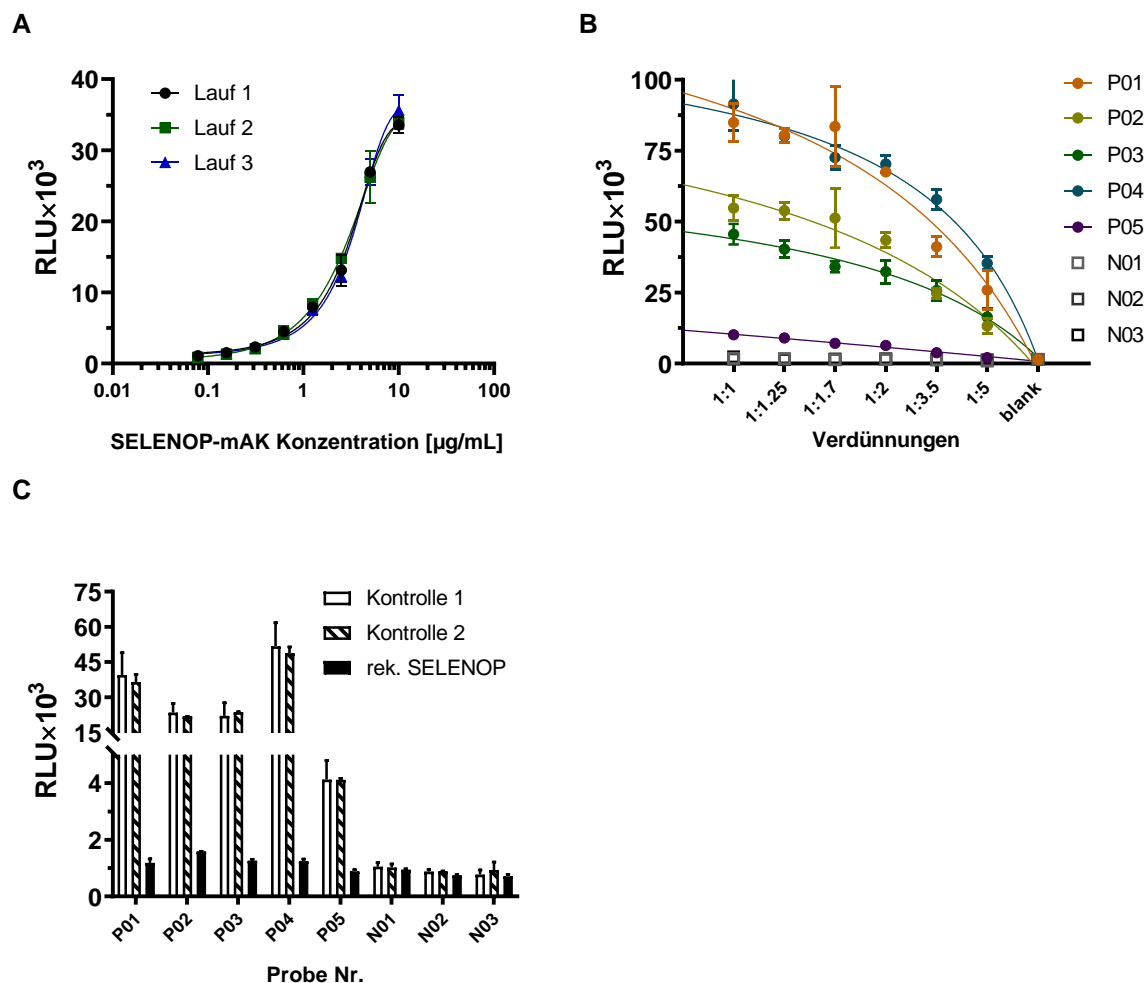 A
RLU×10³
40
30
20
10
0
Lauf 1
Lauf 2
Lauf 3
0.01
0.1
1
10
100
SELENOP-mAK Konzentration [µg/mL]
B
RLU×10³
100
75
50
25
0
1:1
1:1.25
1:1.7
1:2
1:3.5
1:5
blank
Verdünnungen
P01
P02
P03
P04
P05
N01
N02
N03
C
RLU×10³
75
60
45
30
15
4
2
0
Kontrolle 1
Kontrolle 2
rek. SELENOP
P01
P02
P03
P04
P05
N01
N02
N03
Probe Nr.